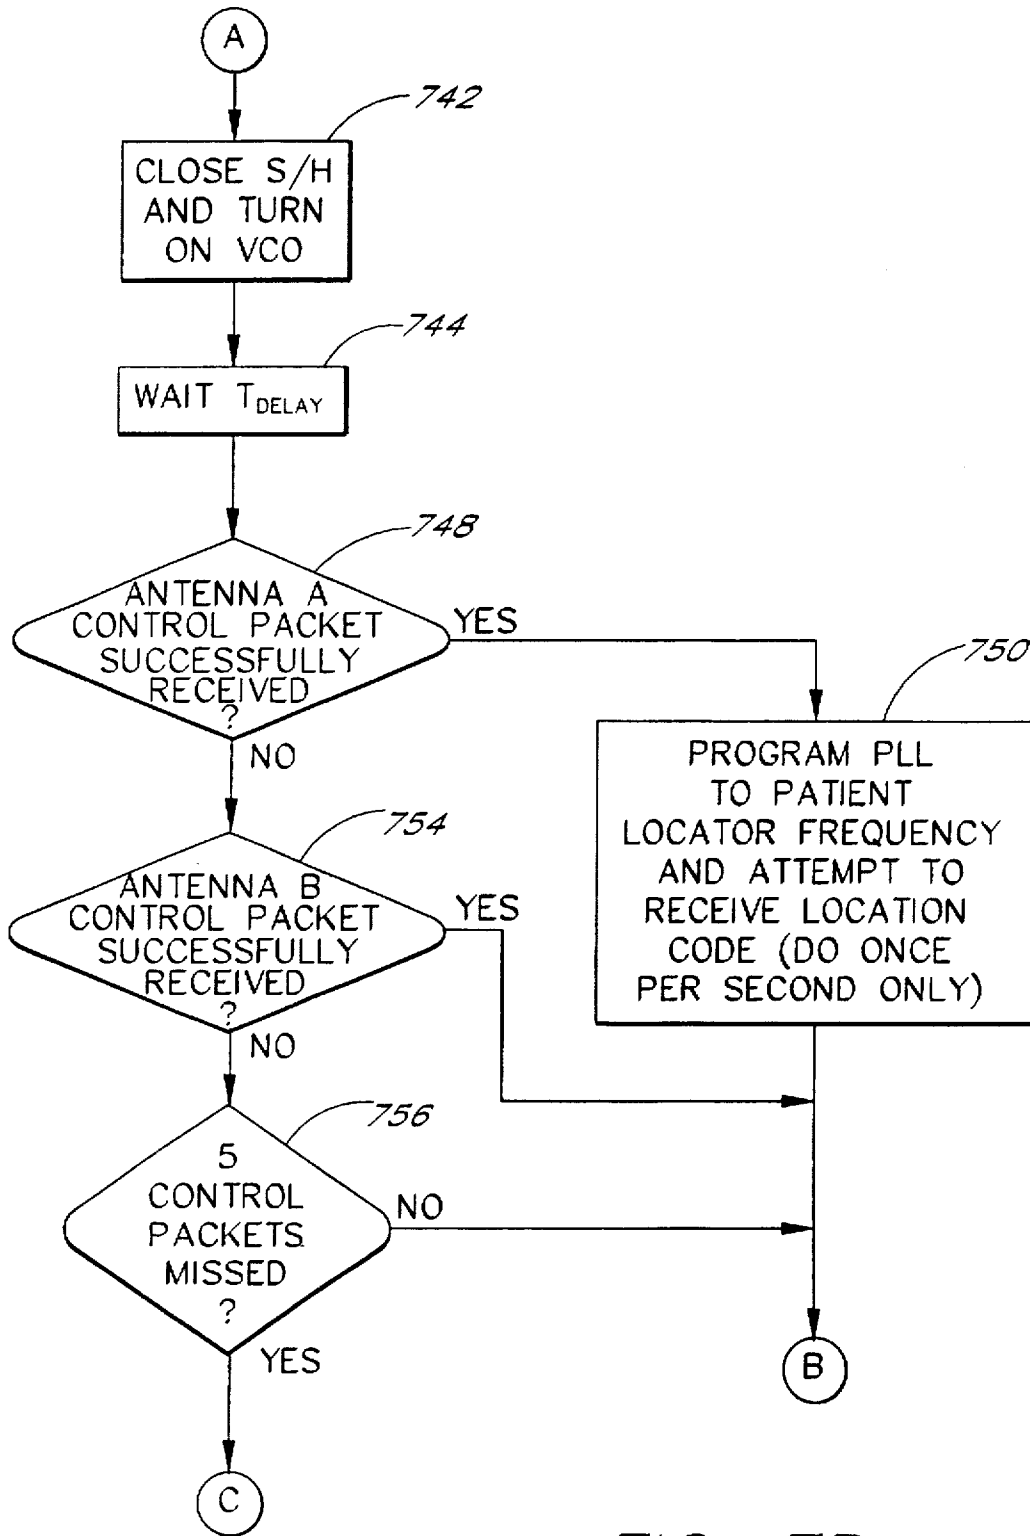 A
742
CLOSE S/H
AND TURN
ON VCO
744
WAIT TDELAY
748
ANTENNA A
CONTROL PACKET
SUCCESSFULLY
RECEIVED
?
YES
NO
750
PROGRAM PLL
TO PATIENT
LOCATOR FREQUENCY
AND ATTEMPT TO
RECEIVE LOCATION
CODE (DO ONCE
PER SECOND ONLY)
754
ANTENNA B
CONTROL PACKET
SUCCESSFULLY
RECEIVED
?
YES
NO
756
5
CONTROL
PACKETS
MISSED
?
NO
YES
B
C